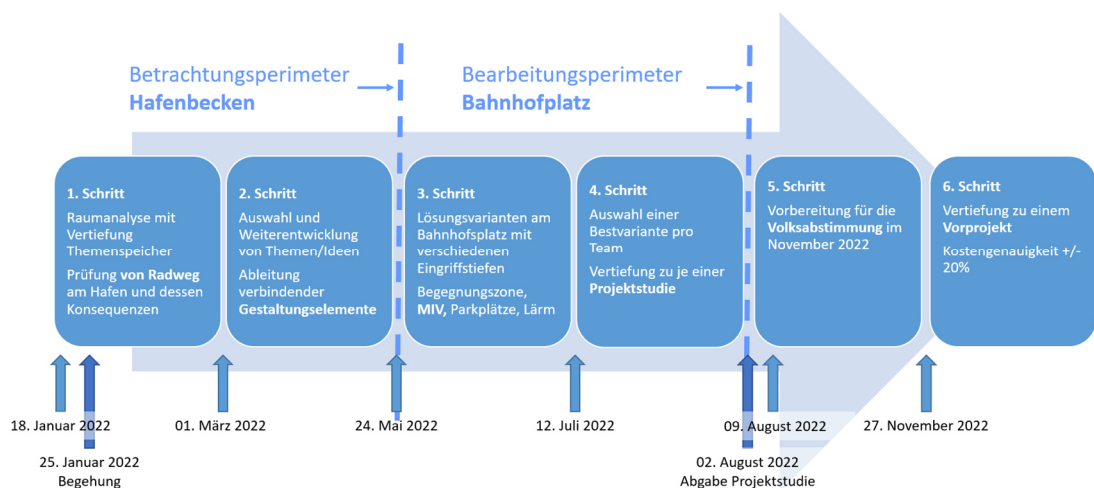 Betrachtungsperimeter
Hafenbecken
Bearbeitungsperimeter
Bahnhofplatz
1. Schritt
Raumanalyse mit
Vertiefung
Themenspeicher
Prüfung von Radweg
am Hafen und dessen
Konsequenzen
2. Schritt
Auswahl und
Weiterentwicklung
von Themen/Ideen
Ableitung
verbindender
Gestaltungselemente
3. Schritt
Lösungsvarianten am
Bahnhofsplatz mit
verschiedenen
Eingriffstiefen
Begegnungszone,
MIV, Parkplätze, Lärm
4. Schritt
Auswahl einer
Bestvariante pro
Team
Vertiefung zu je einer
Projektstudie
5. Schritt
Vorbereitung für die
Volksabstimmung im
November 2022
6. Schritt
Vertiefung zu einem
Vorprojekt
Kostengenauigkeit +/-
20%
18. Januar 2022
01. März 2022
24. Mai 2022
12. Juli 2022
09. August 2022
27. November 2022
25. Januar 2022
Begehung
02. August 2022
Abgabe Projektstudie